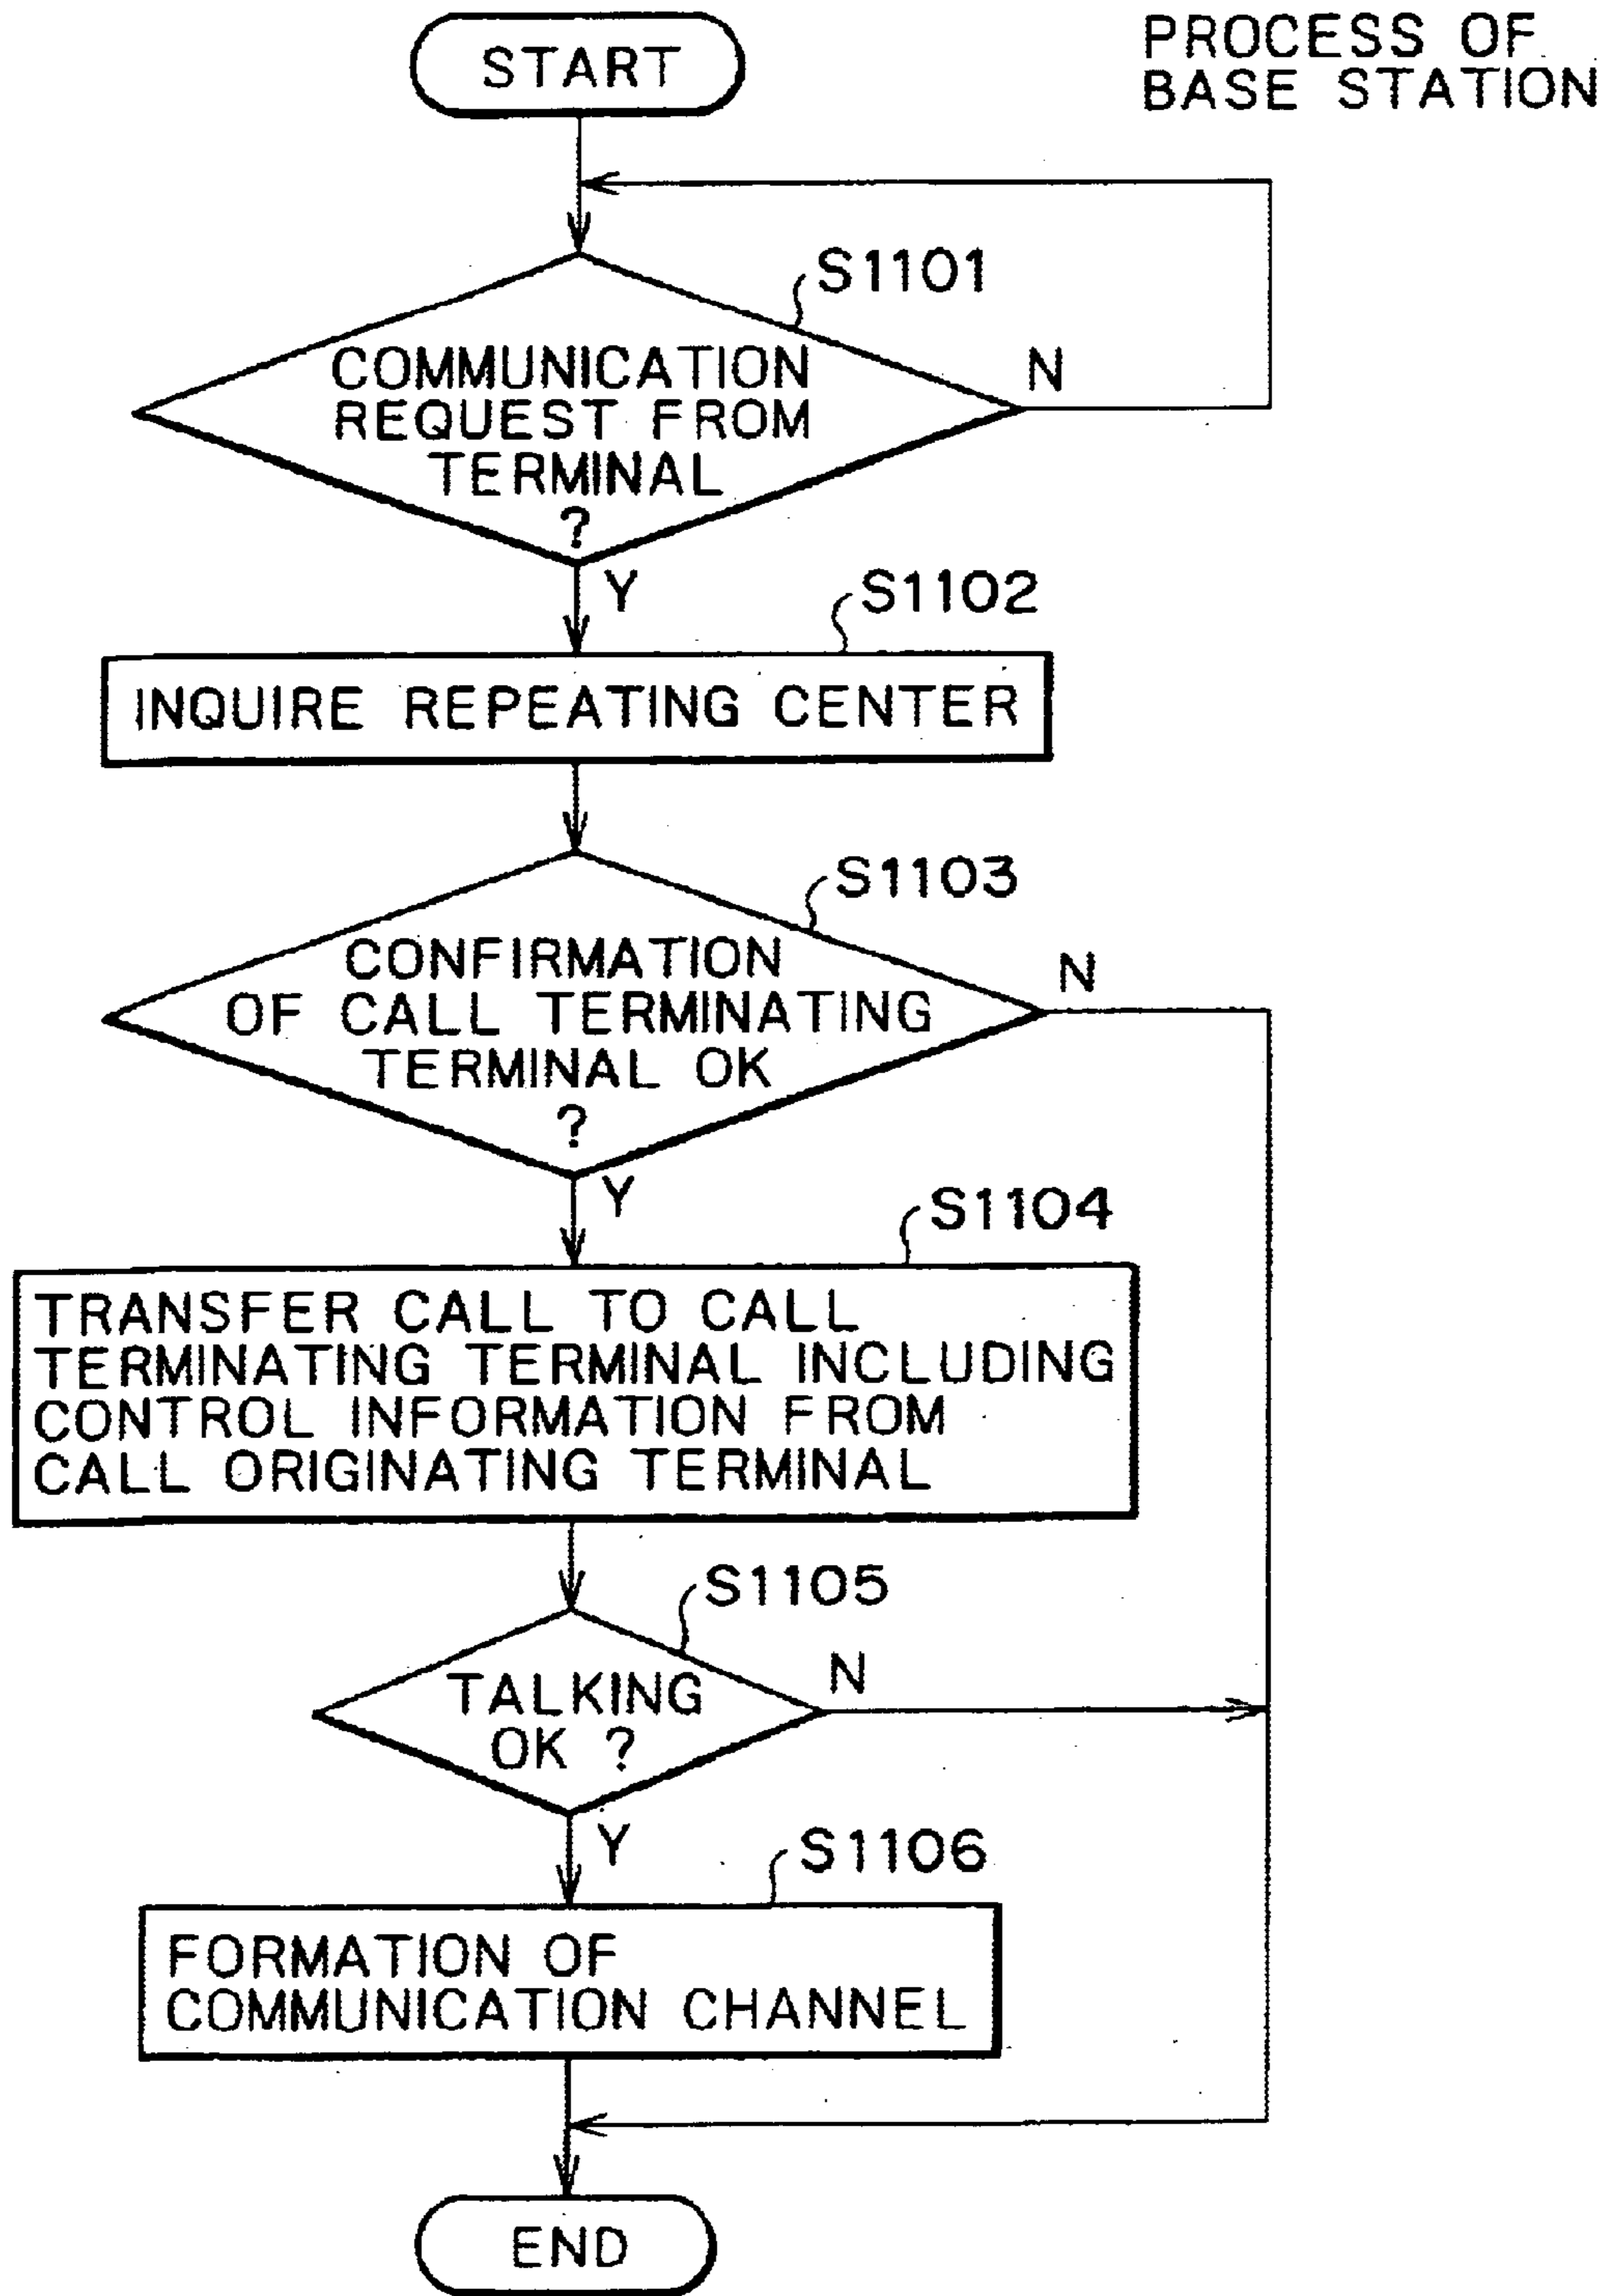 START
PROCESS OF
BASE STATION
S1101
COMMUNICATION
REQUEST FROM
TERMINAL
?
N
Y
S1102
INQUIRE REPEATING CENTER
S1103
CONFIRMATION
OF CALL TERMINATING
TERMINAL OK
?
N
Y
S1104
TRANSFER CALL TO CALL
TERMINATING TERMINAL INCLUDING
CONTROL INFORMATION FROM
CALL ORIGINATING TERMINAL
S1105
TALKING
OK ?
N
Y
S1106
FORMATION OF
COMMUNICATION CHANNEL
END